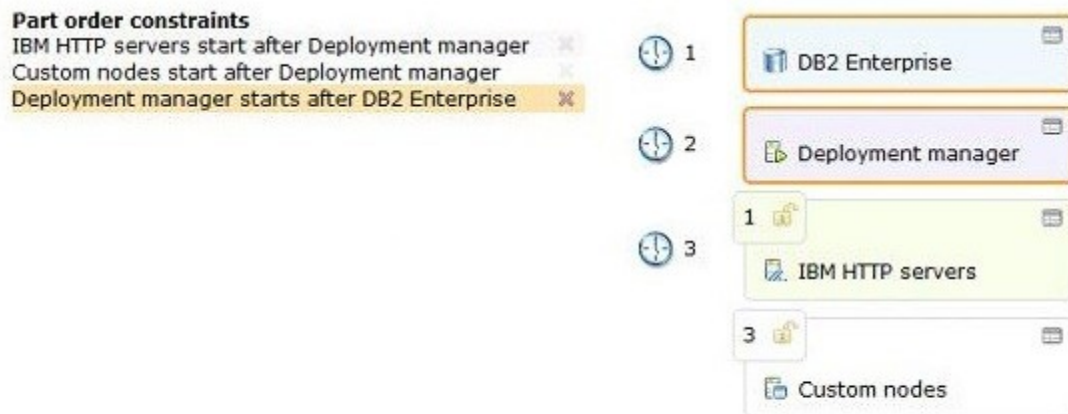 Part order constraints
IBM HTTP servers start after Deployment manager
Custom nodes start after Deployment manager
Deployment manager starts after DB2 Enterprise
1
DB2 Enterprise
2
Deployment manager
1
3
IBM HTTP servers
3
Custom nodes